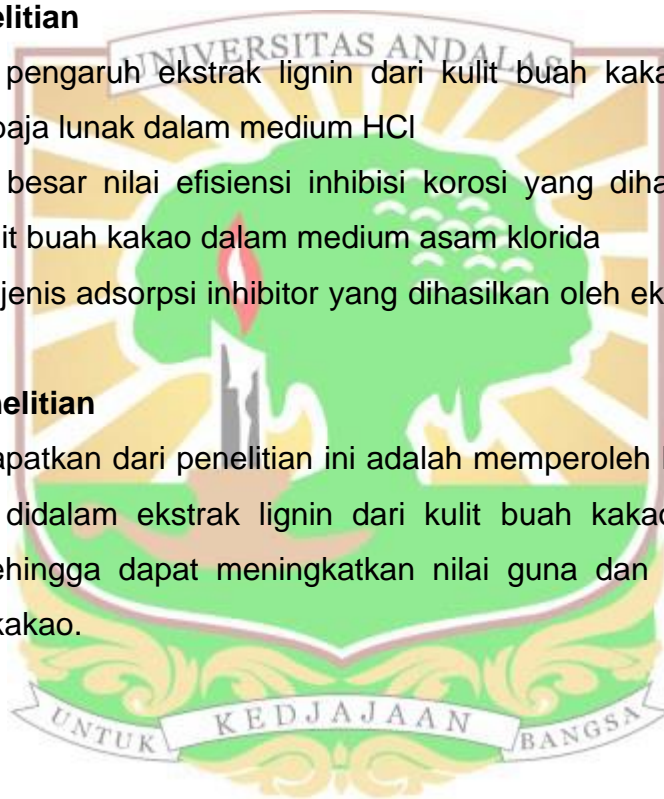 elitian
UNIVERSITAS ANDALAS
pengaruh ekstrak lignin dari kulit buah kaka
baja lunak dalam medium HCl
besar nilai efisiensi inhibisi korosi yang diha
it buah kakao dalam medium asam klorida
jenis adsorpsi inhibitor yang dihasilkan oleh ek
nelitian
apatkan dari penelitian ini adalah memperoleh
didalam ekstrak lignin dari kulit buah kakao
ehingga dapat meningkatkan nilai guna dan
kakao.
UNTUK KEDJAJAAN BANGSA